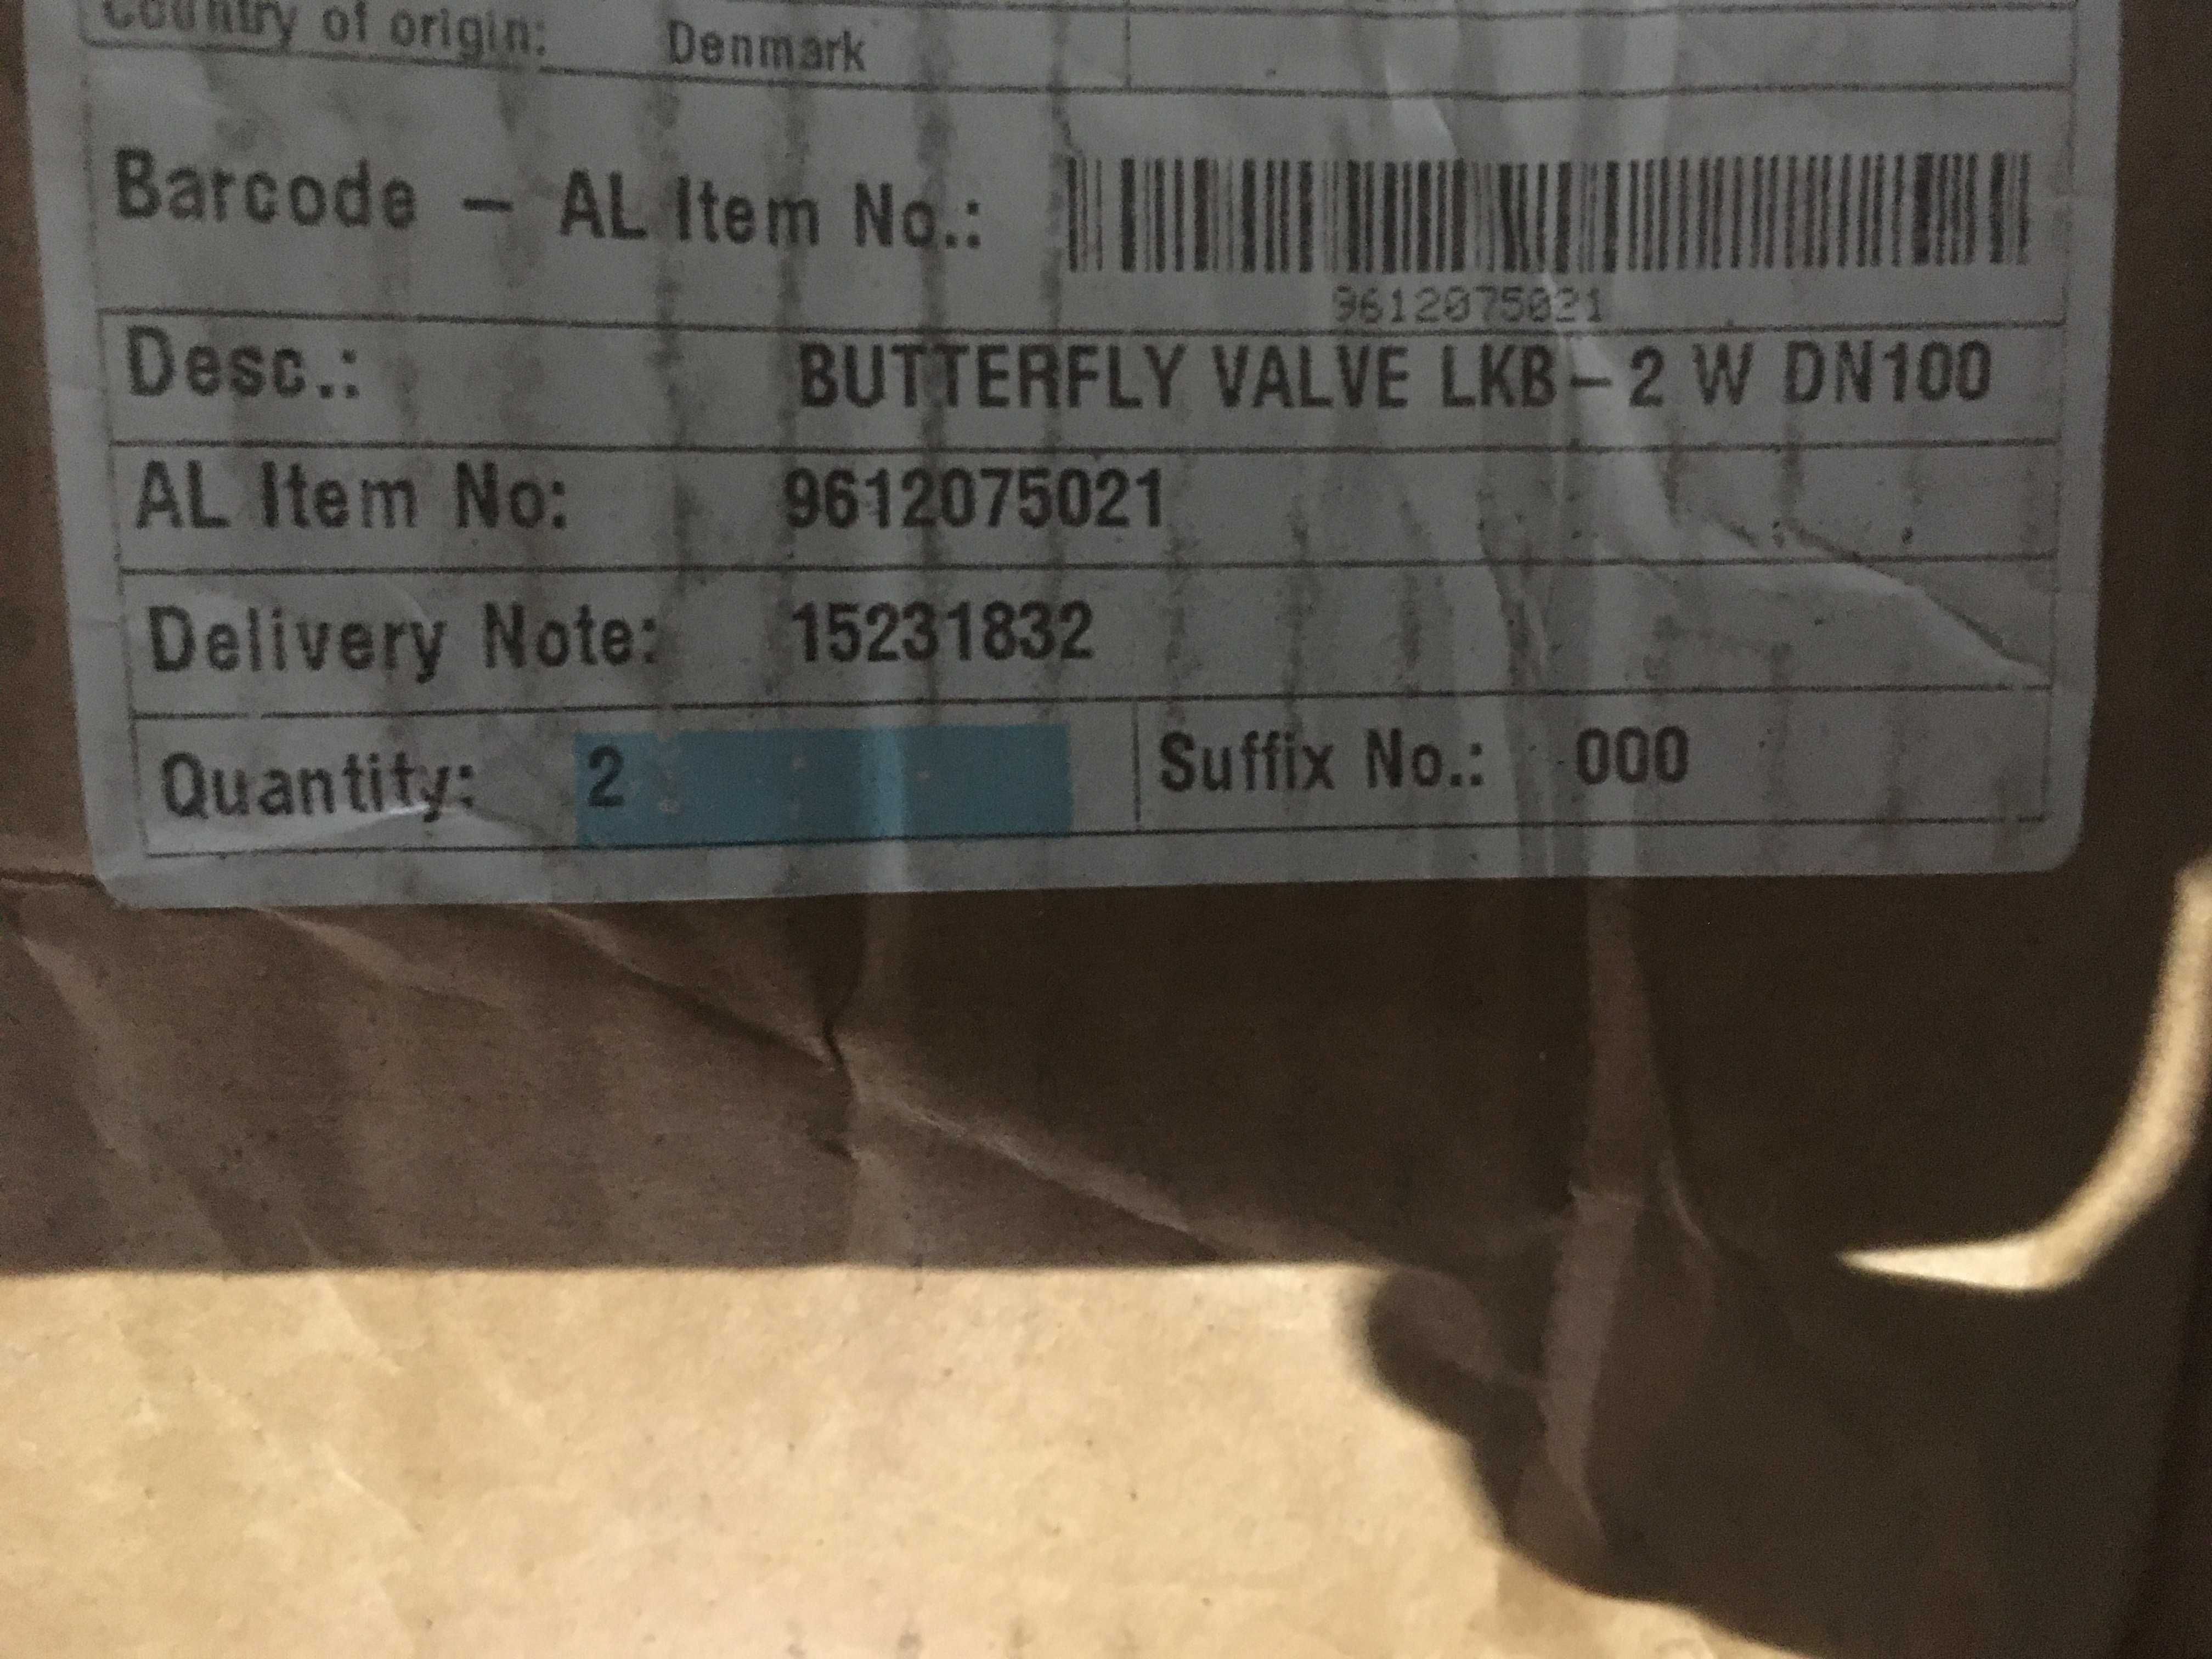 Country of origin: Denmark
Barcode – AL Item No.:
9612075021
Desc.: BUTTERFLY VALVE LKB–2 W DN100
AL Item No: 9612075021
Delivery Note: 15231832
Quantity: 2 Suffix No.: 000